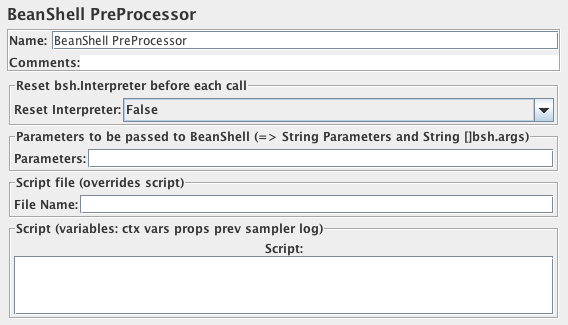 BeanShell PreProcessor
Name: BeanShell PreProcessor
Comments:
Reset bsh.Interpreter before each call
Reset Interpreter: False
Parameters to be passed to BeanShell (=> String Parameters and String []bsh.args)
Parameters:
Script file (overrides script)
File Name:
Script (variables: ctx vars props prev sampler log)
Script: